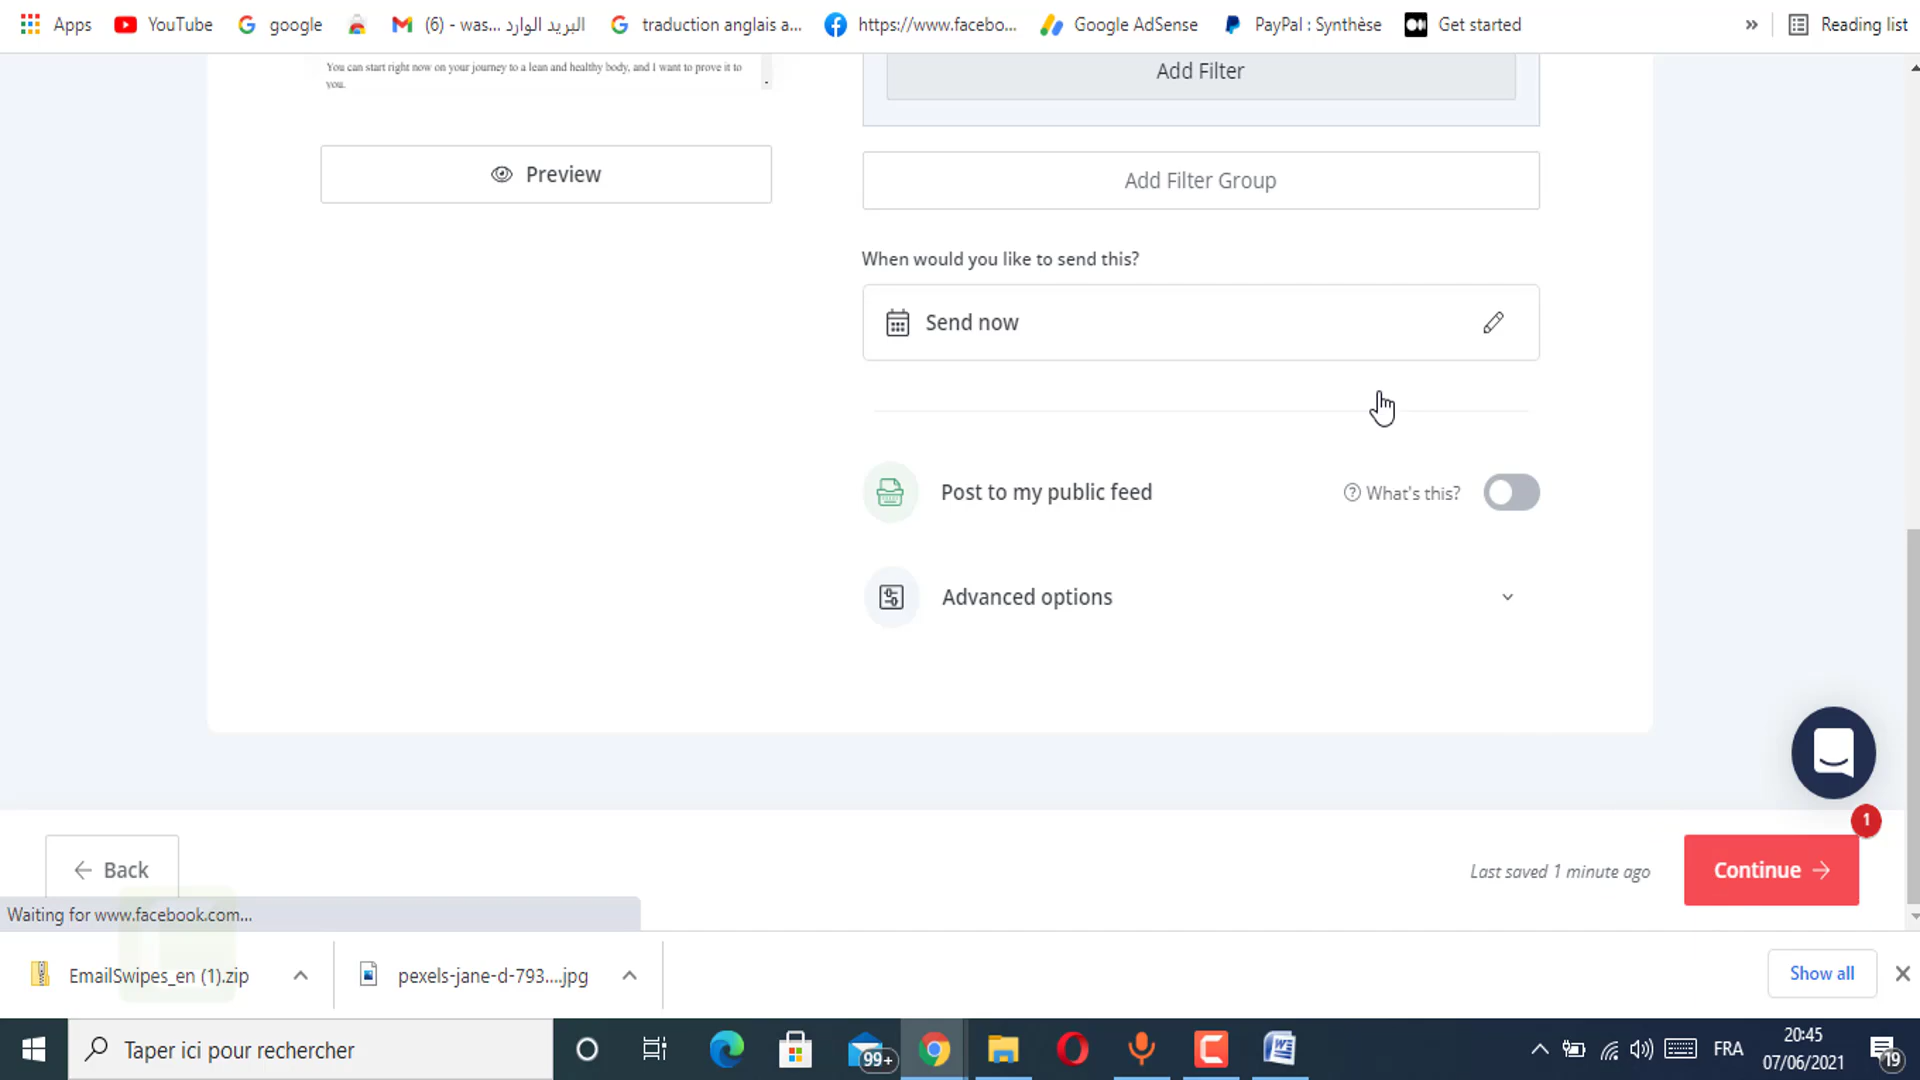 Apps YouTube google (6) - was... البريد الوارد traduction anglais a... https://www.facebo... Google AdSense PayPal : Synthèse Get started » Reading list
You can start right now on your journey to a lean and healthy body, and I want to prove it to
you.
Add Filter
Preview
Add Filter Group
When would you like to send this?
Send now
Post to my public feed
What's this?
Advanced options
1
Back
Last saved 1 minute ago
Continue
Waiting for www.facebook.com...
EmailSwipes_en (1).zip
pexels-jane-d-793....jpg
Show all
Taper ici pour rechercher
99+
FRA
20:45
07/06/2021
19